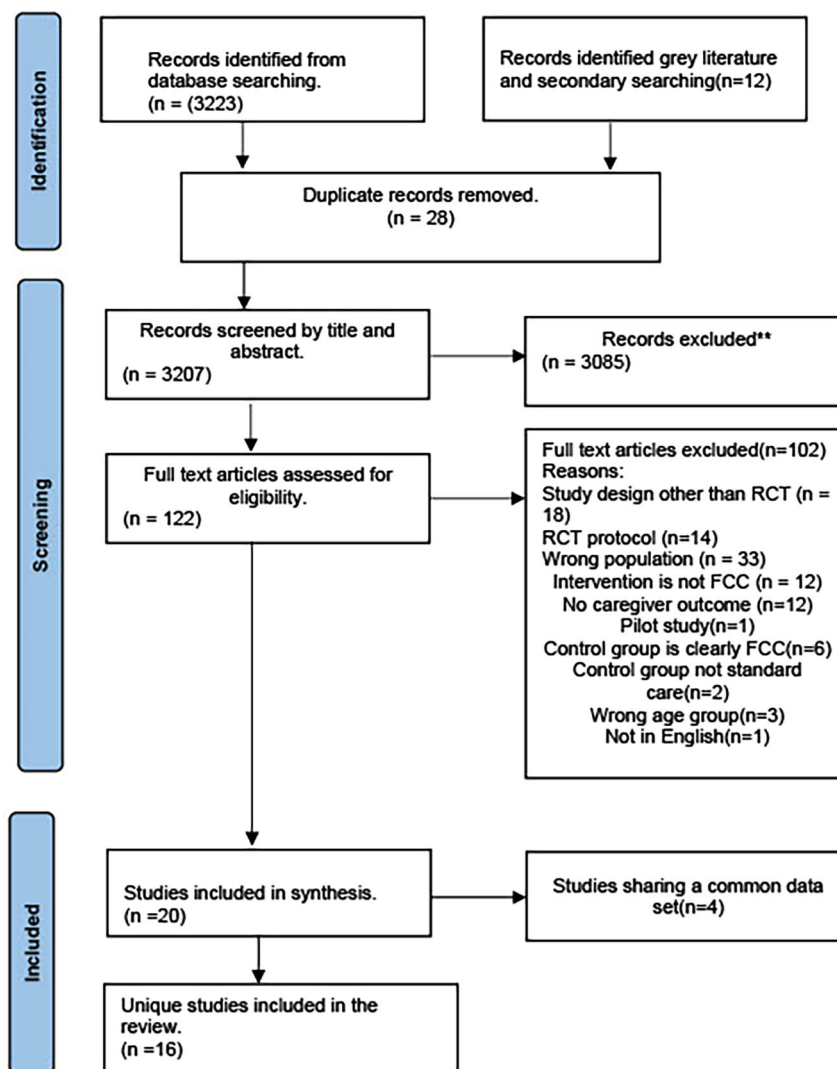 Identification
Records identified from
database searching.
(n = (3223)
Records identified grey literature
and secondary searching(n=12)
Duplicate records removed.
(n = 28)
Screening
Records screened by title and
abstract.
(n = 3207)
Records excluded**
(n = 3085)
Full text articles assessed for
eligibility.
(n = 122)
Full text articles excluded(n=102)
Reasons:
Study design other than RCT (n =
18)
RCT protocol (n=14)
Wrong population (n = 33)
Intervention is not FCC (n = 12)
No caregiver outcome (n=12)
Pilot study(n=1)
Control group is clearly FCC(n=6)
Control group not standard
care(n=2)
Wrong age group(n=3)
Not in English(n=1)
Included
Studies included in synthesis.
(n =20)
Studies sharing a common data
set(n=4)
Unique studies included in the
review.
(n =16)